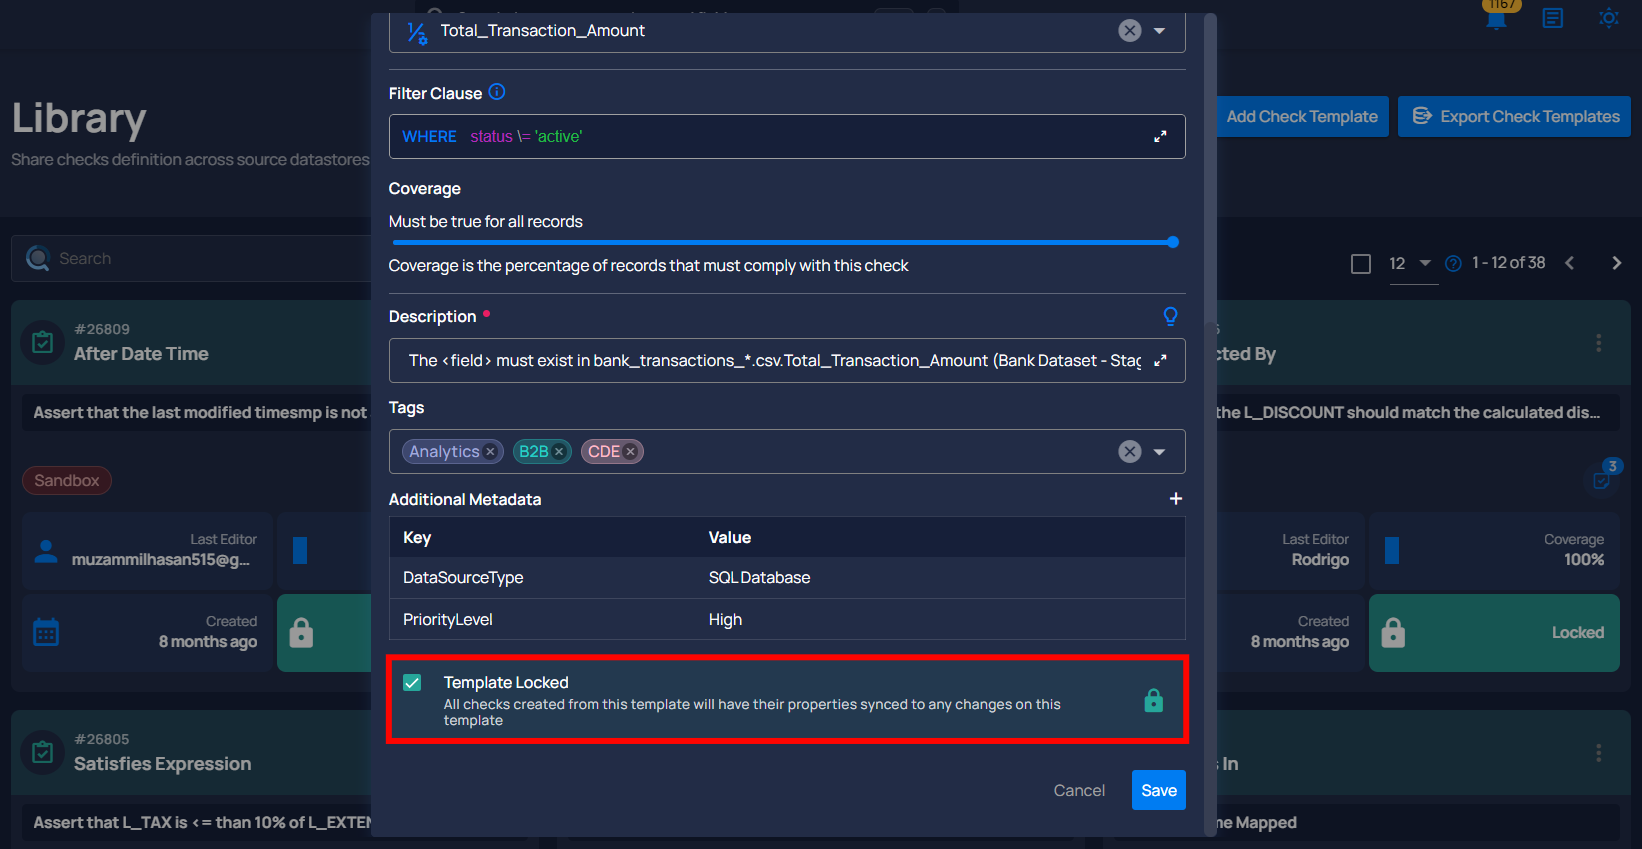 1167
Total_Transaction_Amount
Library
Share checks definition across source datastores
Add Check Template
Export Check Templates
Filter Clause
WHERE status \= 'active'
Coverage
Must be true for all records
Coverage is the percentage of records that must comply with this check
Search
12
1 - 12 of 38
Description
The <field> must exist in bank_transactions_*.csv.Total_Transaction_Amount (Bank Dataset - Stag
Tags
Analytics
B2B
CDE
Additional Metadata
Key Value
DataSourceType SQL Database
PriorityLevel High
Template Locked
All checks created from this template will have their properties synced to any changes on this
template
Cancel
Save
#26809
After Date Time
Assert that the last modified timesmp is not
Sandbox
Last Editor
muzammilhasan515@g...
Created
8 months ago
cted By
the L_DISCOUNT should match the calculated dis...
3
Last Editor
Rodrigo
Coverage
100%
Created
8 months ago
Locked
#26805
Satisfies Expression
Assert that L_TAX is <= than 10% of L_EXTEN
s In
me Mapped